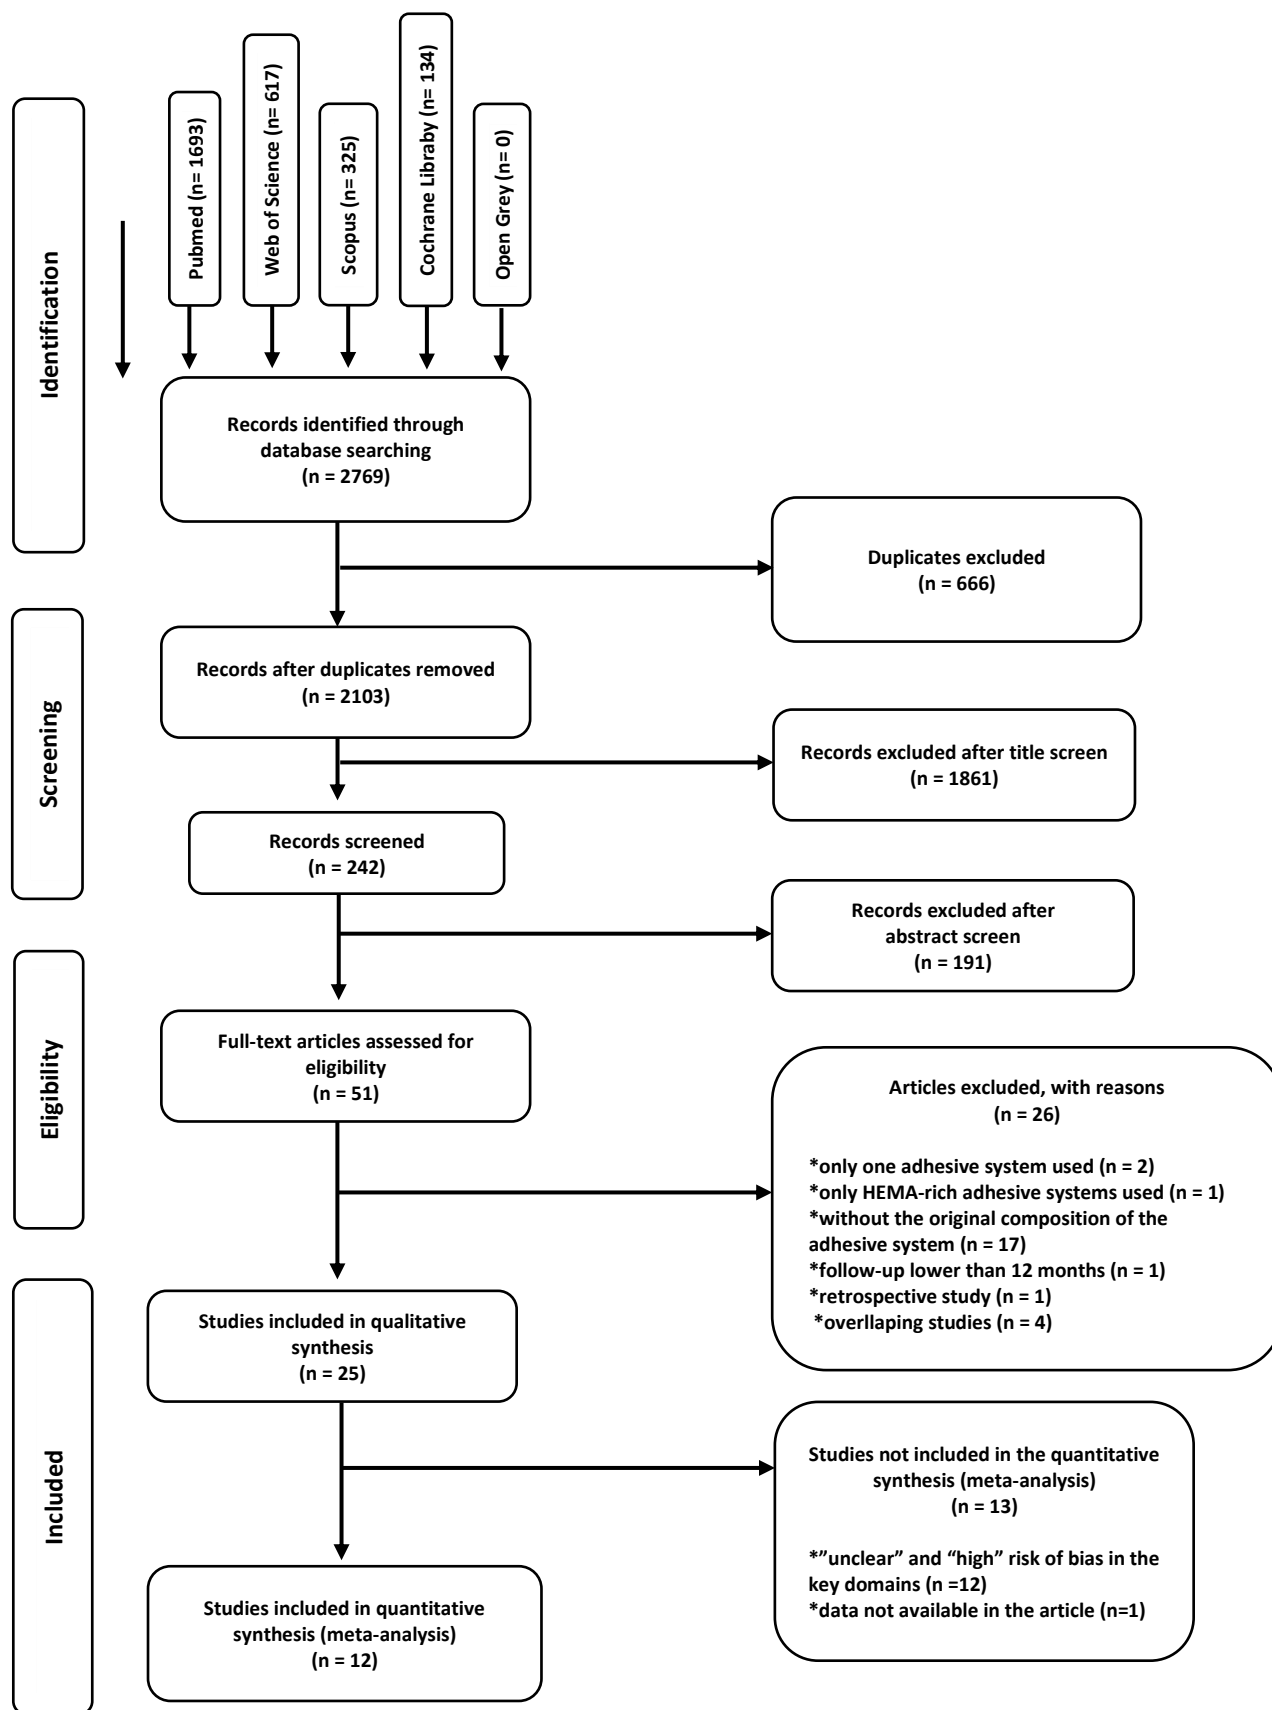 Identification
Pubmed (n= 1693)
Web of Science (n= 617)
Scopus (n= 325)
Cochrane Libraby (n= 134)
Open Grey (n= 0)
Records identified through
database searching
(n = 2769)
Duplicates excluded
(n = 666)
Screening
Records after duplicates removed
(n = 2103)
Records excluded after title screen
(n = 1861)
Records screened
(n = 242)
Records excluded after
abstract screen
(n = 191)
Eligibility
Full-text articles assessed for
eligibility
(n = 51)
Articles excluded, with reasons
(n = 26)
*only one adhesive system used (n = 2)
*only HEMA-rich adhesive systems used (n = 1)
*without the original composition of the
adhesive system (n = 17)
*follow-up lower than 12 months (n = 1)
*retrospective study (n = 1)
*overllaping studies (n = 4)
Included
Studies included in qualitative
synthesis
(n = 25)
Studies not included in the quantitative
synthesis (meta-analysis)
(n = 13)
*”unclear” and “high” risk of bias in the
key domains (n =12)
*data not available in the article (n=1)
Studies included in quantitative
synthesis (meta-analysis)
(n = 12)